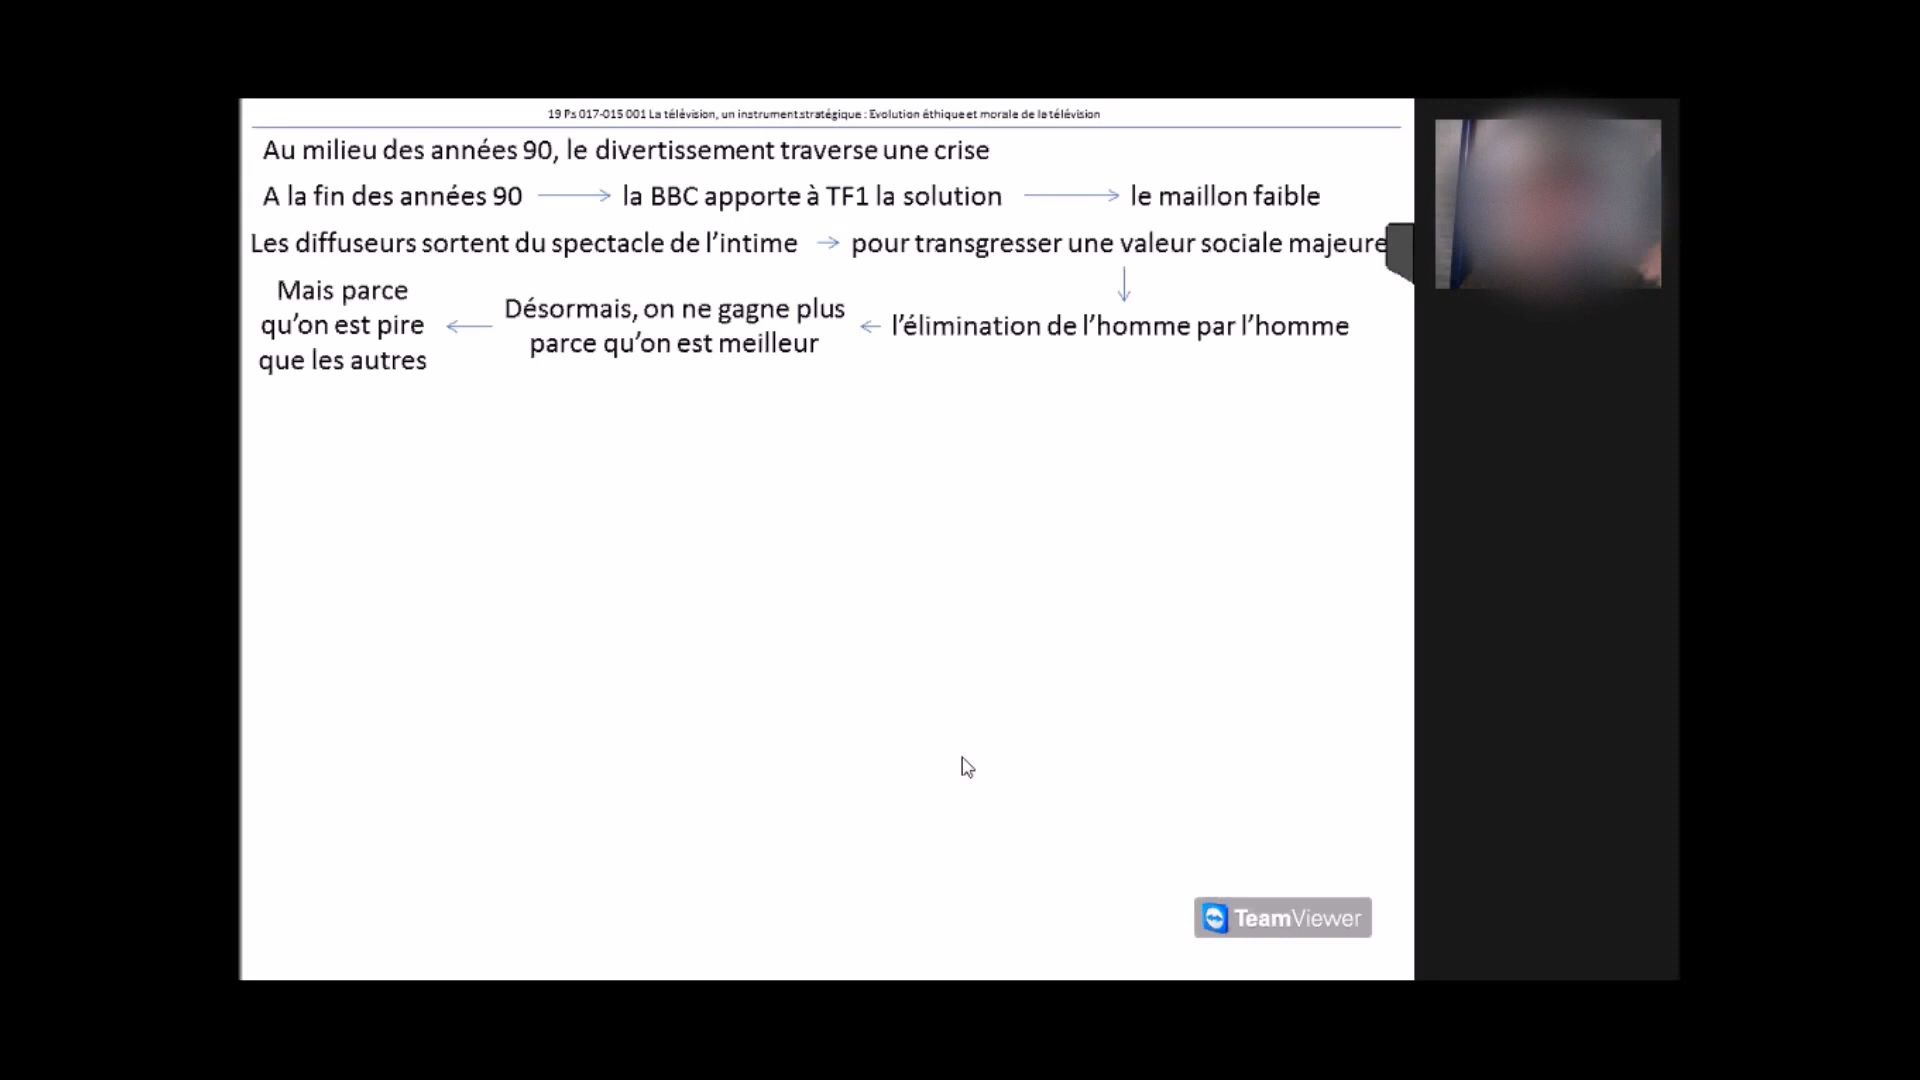 19 Ps 017-015 001 La télévision, un instrument stratégique : Evolution éthique et morale de la télévision
Au milieu des années 90, le divertissement traverse une crise
A la fin des années 90 → la BBC apporte à TF1 la solution → le maillon faible
Les diffuseurs sortent du spectacle de l’intime → pour transgresser une valeur sociale majeure
↓
l’élimination de l’homme par l’homme
←
Désormais, on ne gagne plus
parce qu’on est meilleur
←
Mais parce
qu’on est pire
que les autres
TeamViewer